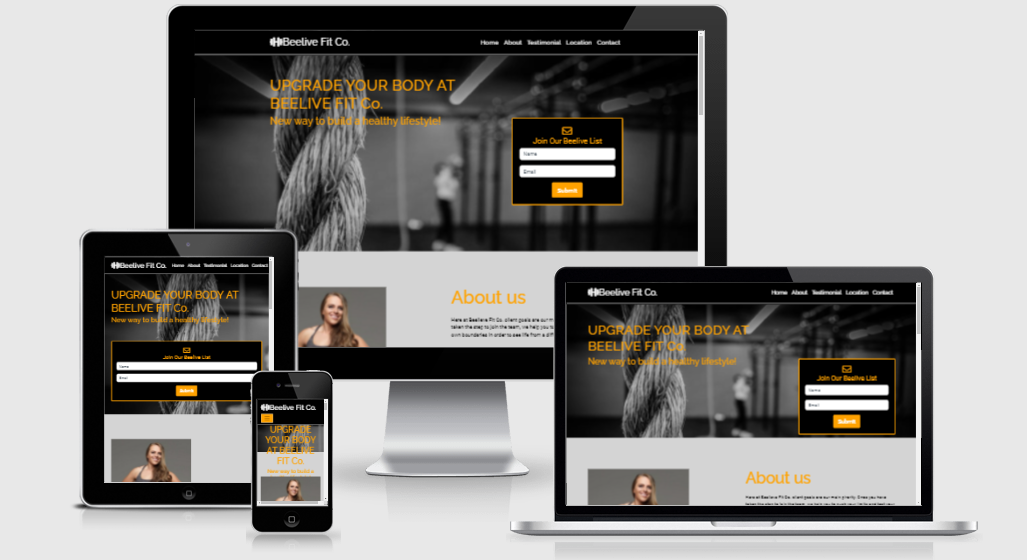 Beelive Fit Co.
Home About Testimonial Location Contact
UPGRADE YOUR BODY AT
BEELIVE FIT Co.
New way to build a healthy lifestyle!
Join Our Beelive List
Name
Email
Submit
About us
Here at Beelive Fit Co. client goals are our
taken the step to join the team, we help you to
own boundaries in order to see life from a
Beelive Fit Co.
Home About Testimonial Location Contact
UPGRADE YOUR BODY AT
BEELIVE FIT Co.
New way to build a healthy lifestyle!
Join Our Beelive List
Name
Email
Submit
Beelive Fit Co.
UPGRADE
YOUR BODY
AT BEELIVE
FIT Co.
New way to build a
Beelive Fit Co.
Home About Testimonial Location Contact
UPGRADE YOUR BODY AT
BEELIVE FIT Co.
New way to build a healthy lifestyle!
Join Our Beelive List
Name
Email
Submit
About us
Here at Beelive Fit Co. client goals are our main priority. Once you have